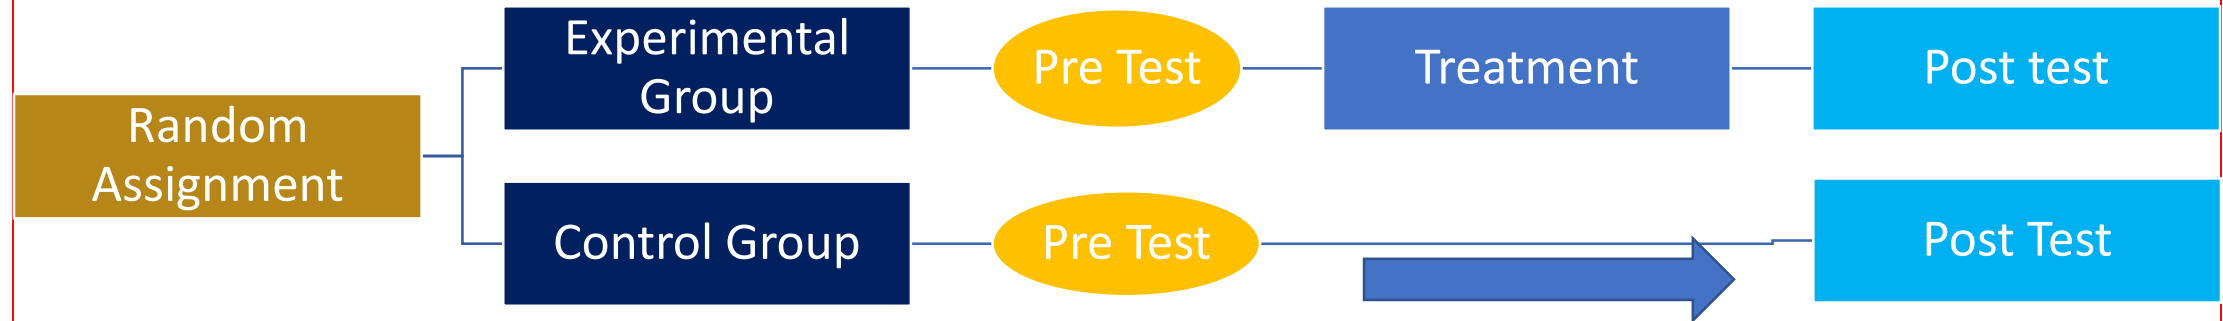 Random
Assignment
Experimental
Group
Pre Test
Treatment
Post test
Control Group
Pre Test
Post Test